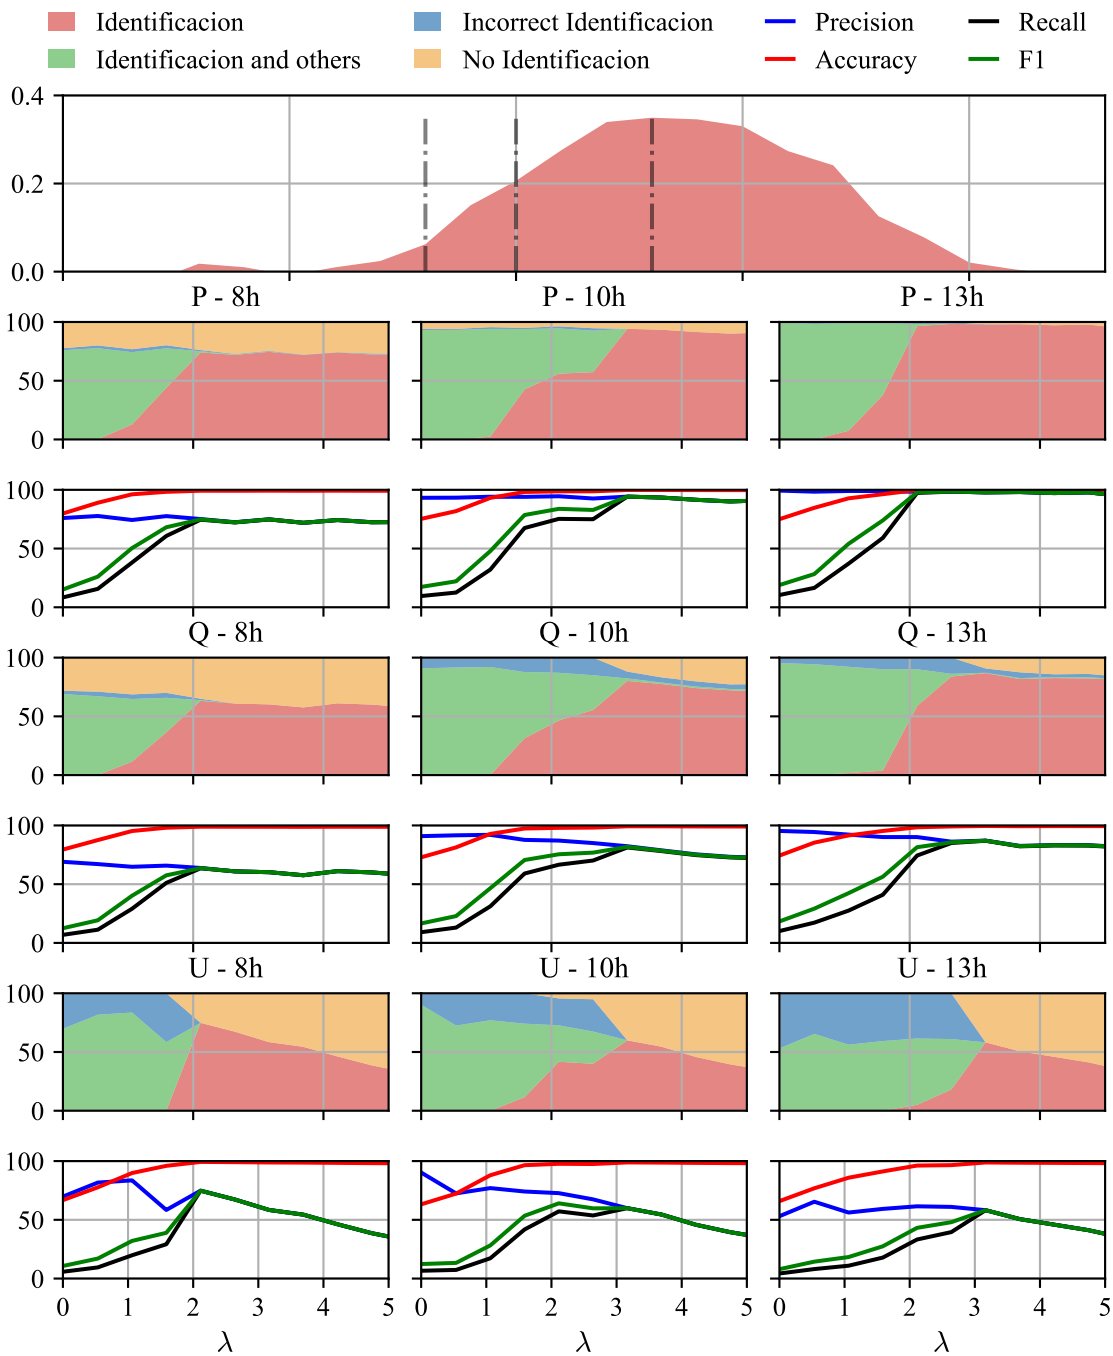 Identificacion
Incorrect Identificacion
Precision
Recall
Identificacion and others
No Identificacion
Accuracy
F1
0.4
0.2
0.0
P - 8h
P - 10h
P - 13h
100
50
0
100
50
0
Q - 8h
Q - 10h
Q - 13h
100
50
0
100
50
0
U - 8h
U - 10h
U - 13h
100
50
0
100
50
0
0 1 2 3 4 5 0 1 2 3 4 5 0 1 2 3 4 5
λ λ λ